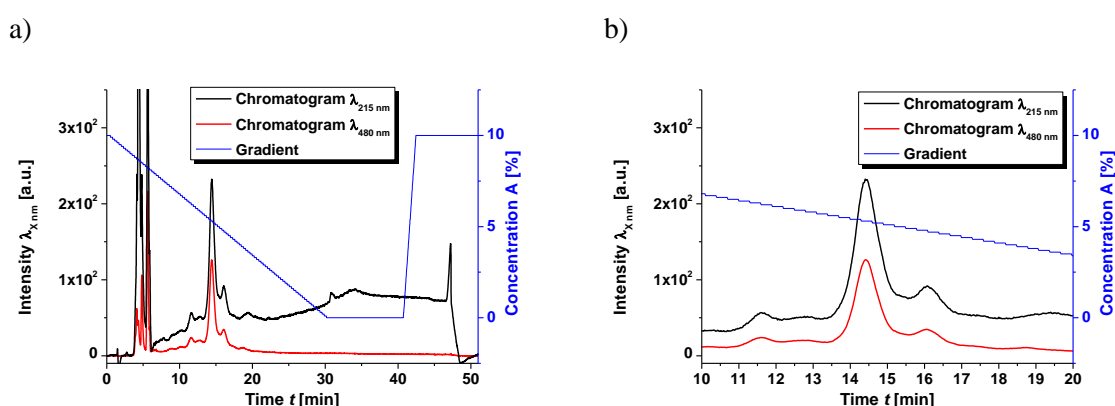 a)
b)
Chromatogram λ215 nm
Chromatogram λ480 nm
Gradient
3x10²
2x10²
1x10²
0
Intensity λX nm [a.u.]
10
5
0
Concentration A [%]
0 10 20 30 40 50
Time t [min]
Chromatogram λ215 nm
Chromatogram λ480 nm
Gradient
3x10²
2x10²
1x10²
0
Intensity λX nm [a.u.]
10
5
0
Concentration A [%]
10 11 12 13 14 15 16 17 18 19 20
Time t [min]